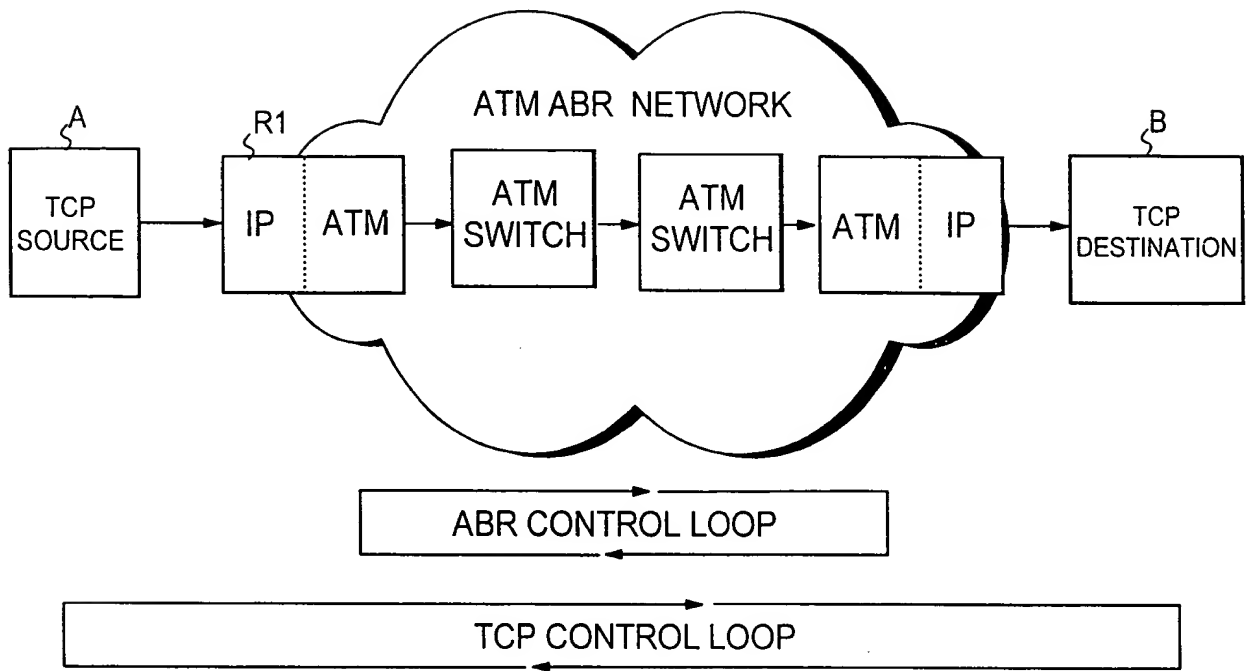 ATM ABR NETWORK
A
R1
B
TCP
SOURCE
IP
ATM
ATM
SWITCH
ATM
SWITCH
ATM
IP
TCP
DESTINATION
ABR CONTROL LOOP
TCP CONTROL LOOP